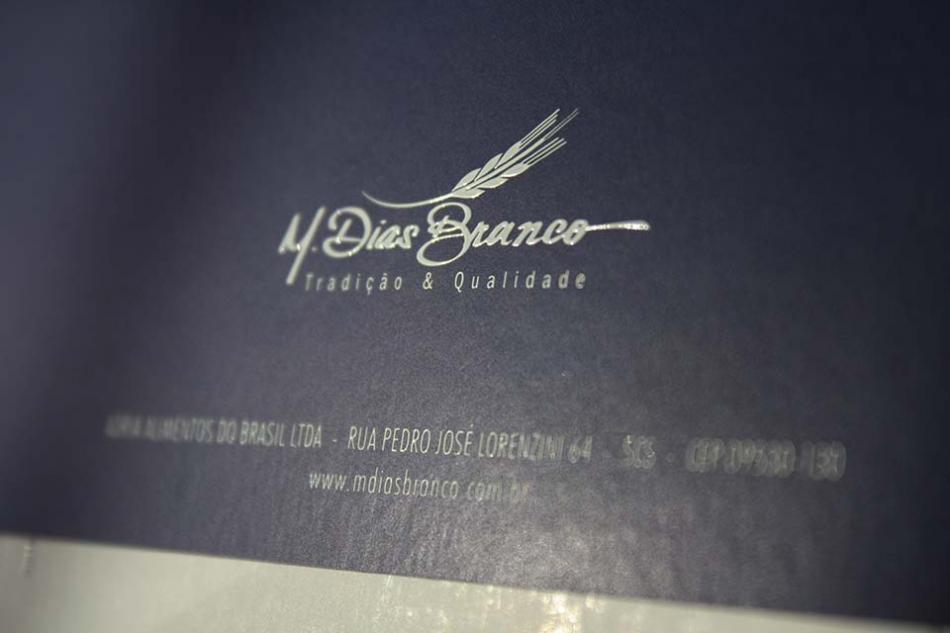 M. Dias Branco
Tradição & Qualidade
ADRIA ALIMENTOS DO BRASIL LTDA - RUA PEDRO JOSÉ LORENZINI 64 - SCS - CEP
www.mdiasbranco.com.br